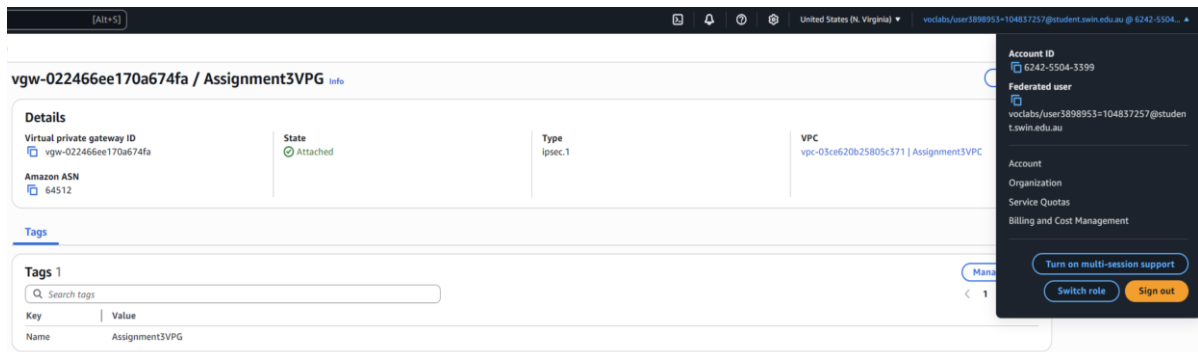 [Alt+S]
United States (N. Virginia) ▼
voclabs/user3898953=104837257@student.swin.edu.au @ 6242-5504... ▲
Account ID
6242-5504-3399
Federated user
voclabs/user3898953=104837257@studen
t.swin.edu.au
Account
Organization
Service Quotas
Billing and Cost Management
Turn on multi-session support
Switch role
Sign out
vgw-022466ee170a674fa / Assignment3VPG Info
Details
Virtual private gateway ID
vgw-022466ee170a674fa
State
Attached
Type
ipsec.1
VPC
vpc-03ce620b25805c371 | Assignment3VPC
Amazon ASN
64512
Tags
Tags 1
Mana
Search tags
< 1
Key
Value
Name
Assignment3VPG